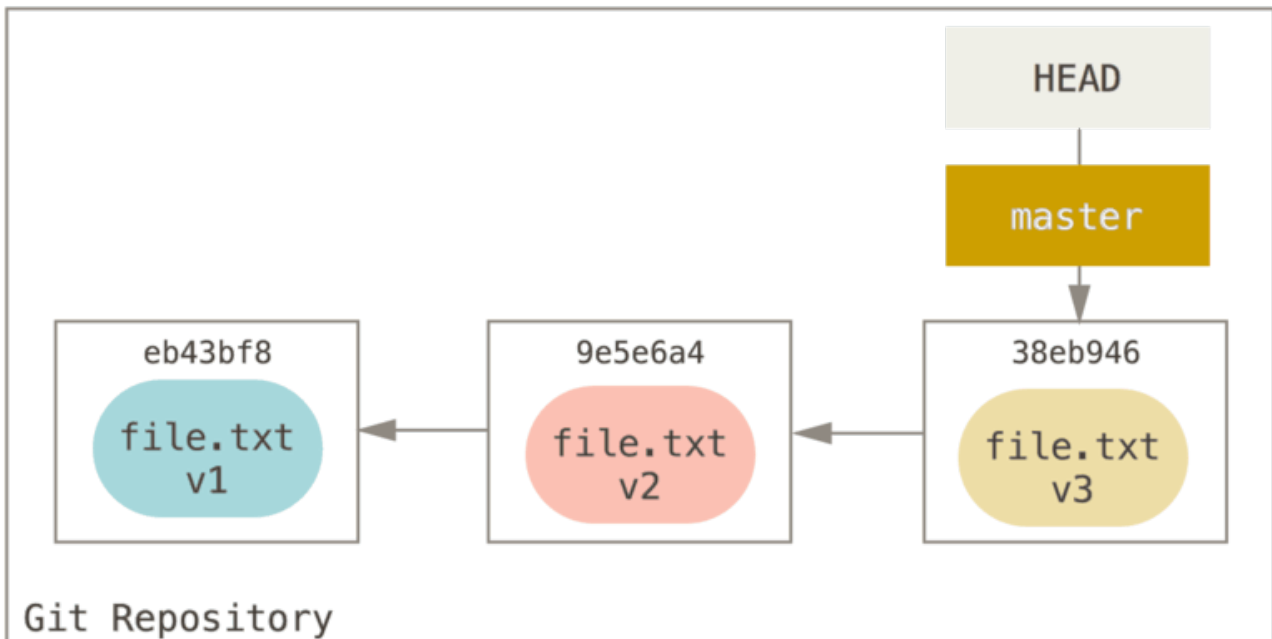 HEAD
master
eb43bf8
file.txt
v1
9e5e6a4
file.txt
v2
38eb946
file.txt
v3
Git Repository